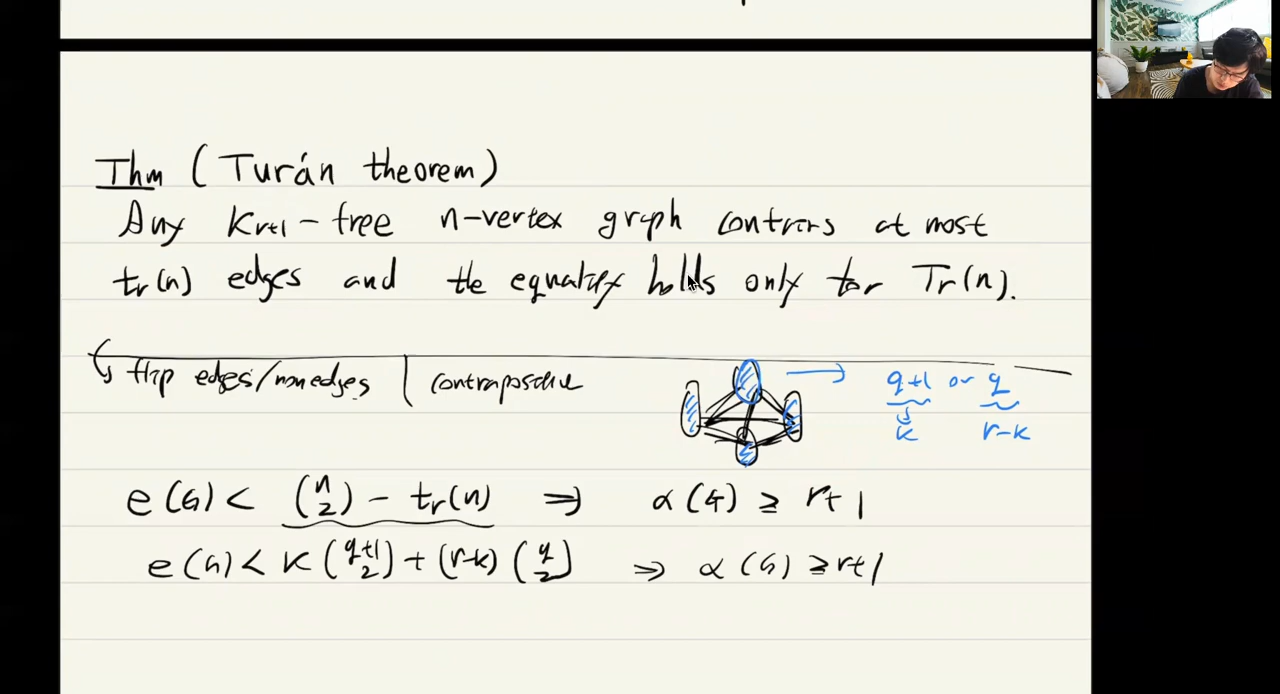 Thm (Turán theorem)
Any Kr+1-free n-vertex graph contains at most
tr(n) edges and the equality holds only for Tr(n).
flip edges/nonedges | contrapositive
q+1 or q
k r-k
e(G) < (n 2) - tr(n) ⇒ α(G) ≥ r+1
e(G) < k(q+1 2) + (r-k)(q 2) ⇒ α(G) ≥ r+1